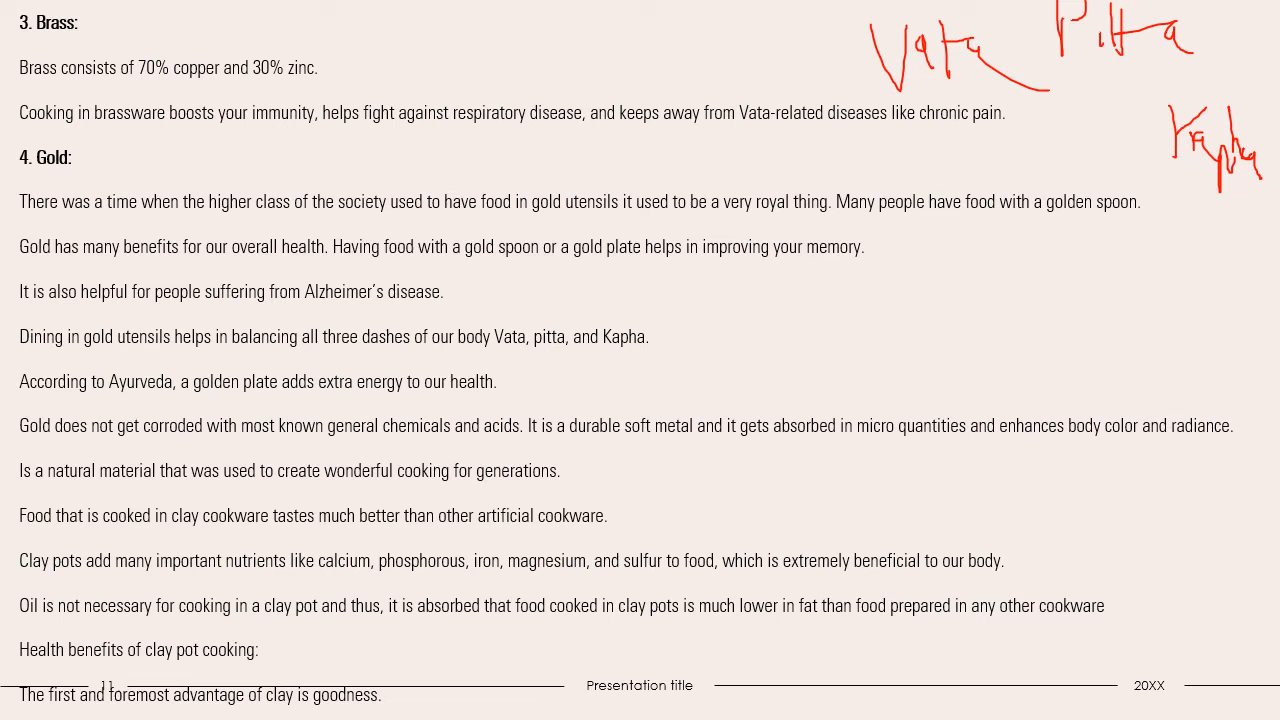 3. Brass:
Vata Pitta
Brass consists of 70% copper and 30% zinc.
Cooking in brassware boosts your immunity, helps fight against respiratory disease, and keeps away from Vata-related diseases like chronic pain.
Kapha
4. Gold:
There was a time when the higher class of the society used to have food in gold utensils it used to be a very royal thing. Many people have food with a golden spoon.
Gold has many benefits for our overall health. Having food with a gold spoon or a gold plate helps in improving your memory.
It is also helpful for people suffering from Alzheimer's disease.
Dining in gold utensils helps in balancing all three dashes of our body Vata, pitta, and Kapha.
According to Ayurveda, a golden plate adds extra energy to our health.
Gold does not get corroded with most known general chemicals and acids. It is a durable soft metal and it gets absorbed in micro quantities and enhances body color and radiance.
Is a natural material that was used to create wonderful cooking for generations.
Food that is cooked in clay cookware tastes much better than other artificial cookware.
Clay pots add many important nutrients like calcium, phosphorous, iron, magnesium, and sulfur to food, which is extremely beneficial to our body.
Oil is not necessary for cooking in a clay pot and thus, it is absorbed that food cooked in clay pots is much lower in fat than food prepared in any other cookware
Health benefits of clay pot cooking:
11 Presentation title 20XX
The first and foremost advantage of clay is goodness.